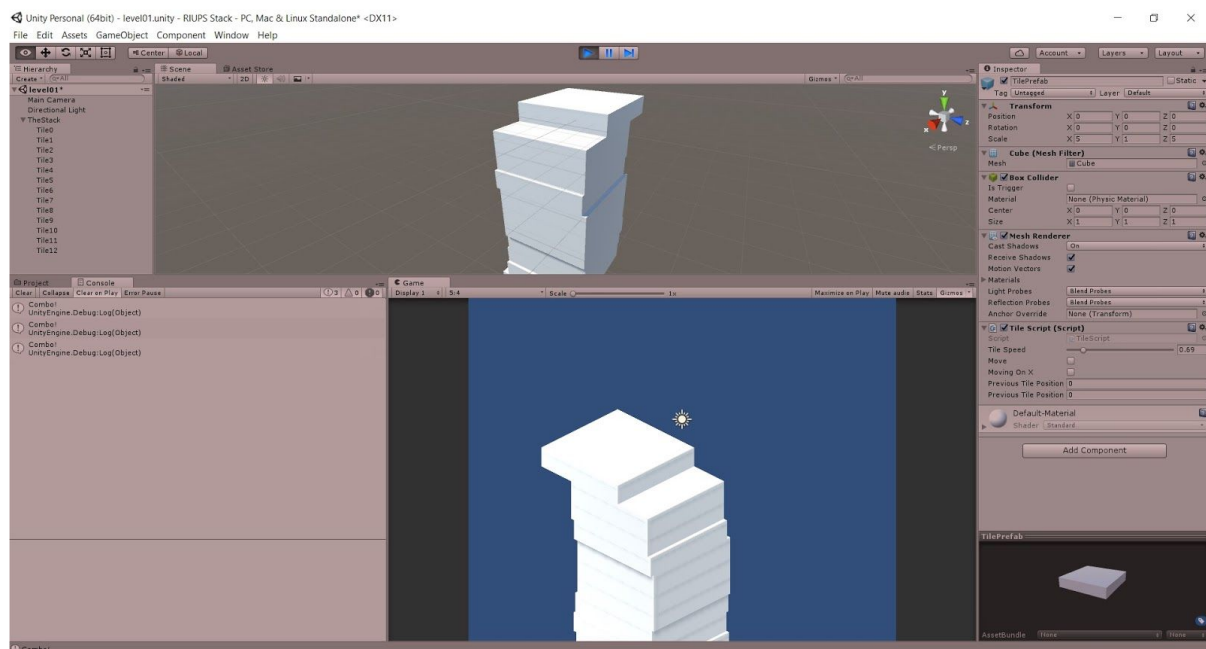 Unity Personal (64bit) - level01.unity - RIUPS Stack - PC, Mac & Linux Standalone* <DX11>
File Edit Assets GameObject Component Window Help
Center Local
Account Layers Layout
Hierarchy
Create
level01*
Main Camera
Directional Light
TheStack
Tile0
Tile1
Tile2
Tile3
Tile4
Tile5
Tile6
Tile7
Tile8
Tile9
Tile10
Tile11
Tile12
Scene Asset Store
Shaded 2D Gizmos
y
x z
Persp
Project Console
Clear Collapse Clear on Play Error Pause 3 0 0
Combo!
UnityEngine.Debug:Log(Object)
Combo!
UnityEngine.Debug:Log(Object)
Combo!
UnityEngine.Debug:Log(Object)
Game
Display 1 5:4 Scale 1x Maximize on Play Mute audio Stats Gizmos
Inspector
TilePrefab Static
Tag Untagged Layer Default
Transform
Position X 0 Y 0 Z 0
Rotation X 0 Y 0 Z 0
Scale X 5 Y 1 Z 5
Cube (Mesh Filter)
Mesh Cube
Box Collider
Is Trigger
Material None (Physic Material)
Center X 0 Y 0 Z 0
Size X 1 Y 1 Z 1
Mesh Renderer
Cast Shadows On
Receive Shadows
Motion Vectors
Materials
Light Probes Blend Probes
Reflection Probes Blend Probes
Anchor Override None (Transform)
Tile Script (Script)
Script TileScript
Tile Speed 0.69
Move
Moving On X
Previous Tile Position 0
Previous Tile Position 0
Default-Material
Shader Standard
Add Component
TilePrefab
AssetBundle None None
Combo!